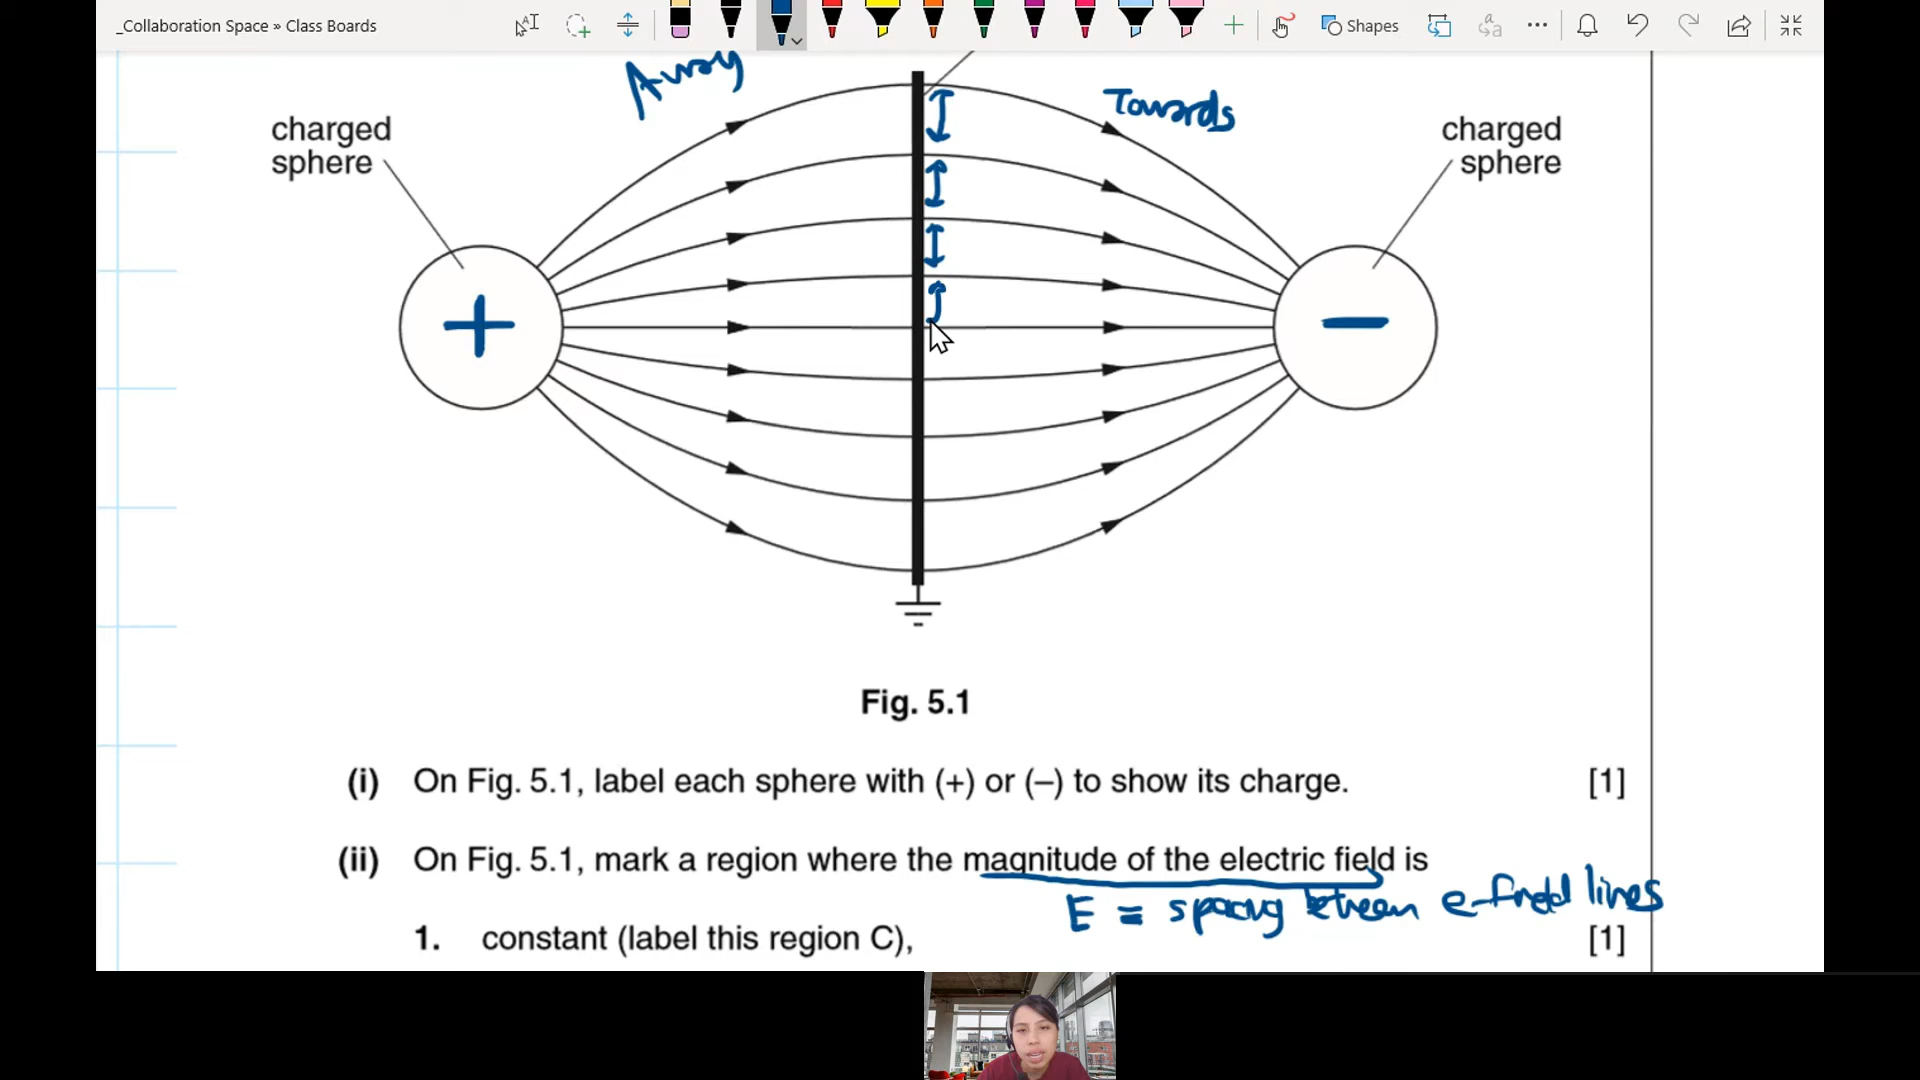 _Collaboration Space » Class Boards
Shapes
Away
Towards
charged
sphere
charged
sphere
+
−
Fig. 5.1
(i) On Fig. 5.1, label each sphere with (+) or (–) to show its charge. [1]
(ii) On Fig. 5.1, mark a region where the magnitude of the electric field is
E = spacing between e-field lines
1. constant (label this region C), [1]